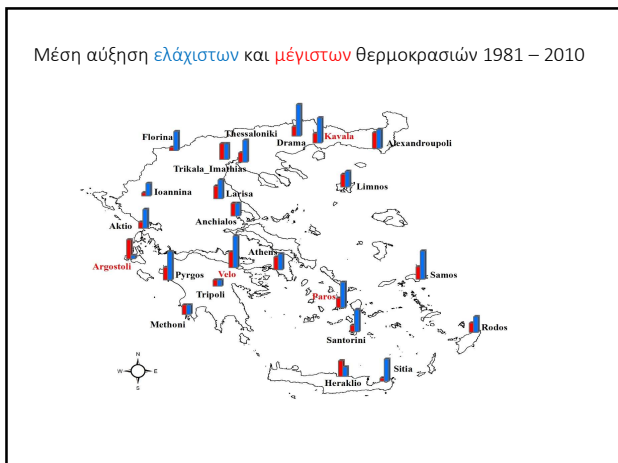 Μέση αύξηση ελάχιστων και μέγιστων θερμοκρασιών 1981 – 2010
Thessaloniki
Florina
Drama
Kavala
Alexandroupoli
Trikala_Imathias
Ioannina
Larisa
Limnos
Anchialos
Aktio
Athens
Argostoli
Pyrgos
Velo
Samos
Tripoli
Paros
Methoni
Santorini
Rodos
Heraklio
Sitia
N
W E
S